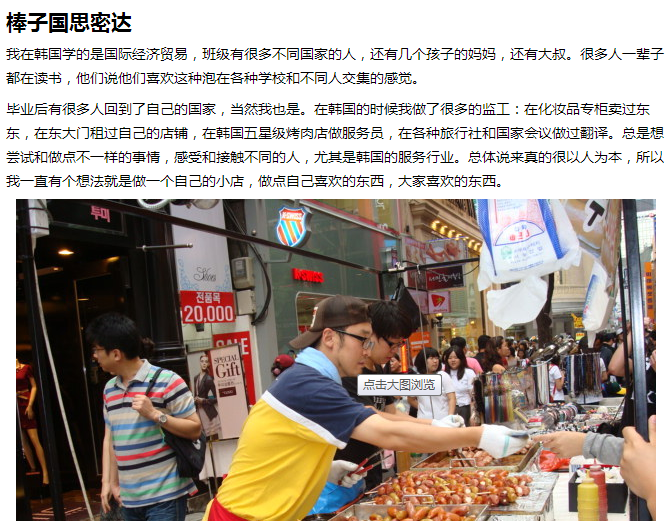 棒子国思密达
我在韩国学的是国际经济贸易，班级有很多不同国家的人，还有几个孩子的妈妈，还有大叔。很多人一辈子
都在读书，他们说他们喜欢这种泡在各种学校和不同人交集的感觉。
毕业后有很多人回到了自己的国家，当然我也是。在韩国的时候我做了很多的监工：在化妆品专柜卖过东
东，在东大门租过自己的店铺，在韩国五星级烤肉店做服务员，在各种旅行社和国家会议做过翻译。总是想
尝试和做点不一样的事情，感受和接触不同的人，尤其是韩国的服务行业。总体说来真的很以人为本，所以
我一直有个想法就是做一个自己的小店，做点自己喜欢的东西，大家喜欢的东西。
투미
K·SWISS
Shoes
전품목
20,000
SALE
SPECIAL
Gift
点击大图浏览